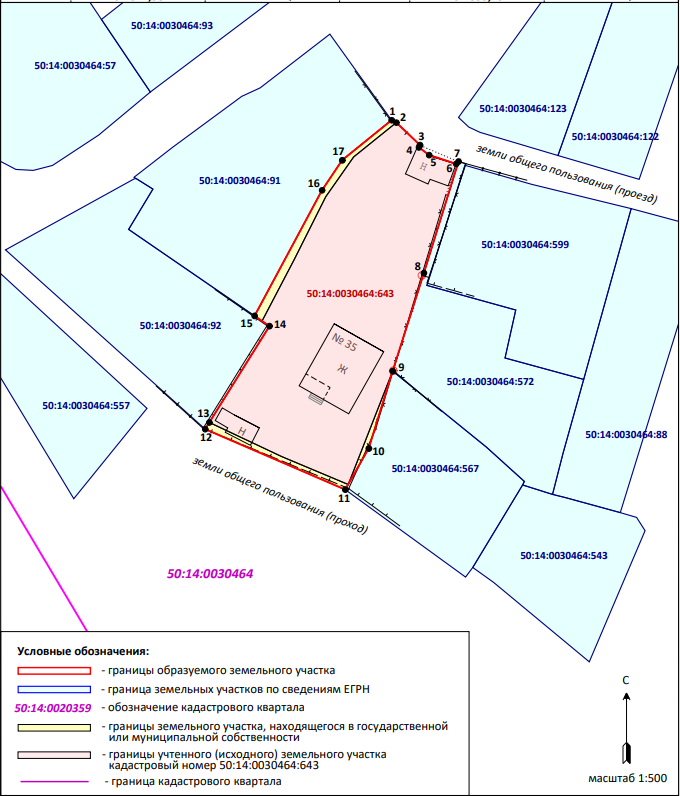 50:14:0030464:93
50:14:0030464:57
50:14:0030464:123
50:14:0030464:122
1
2
3
4
5
6
7
17
16
Н
земли общего пользования (проезд)
50:14:0030464:91
50:14:0030464:599
8
50:14:0030464:643
15
14
50:14:0030464:92
№ 35
Ж
9
50:14:0030464:572
50:14:0030464:557
13
12
Н
50:14:0030464:88
10
50:14:0030464:567
11
земли общего пользования (проход)
50:14:0030464:543
50:14:0030464
Условные обозначения:
- границы образуемого земельного участка
- граница земельных участков по сведениям ЕГРН
50:14:0020359 - обозначение кадастрового квартала
- границы земельного участка, находящегося в государственной
или муниципальной собственности
- границы учтенного (исходного) земельного участка
кадастровый номер 50:14:0030464:643
- граница кадастрового квартала
С
масштаб 1:500